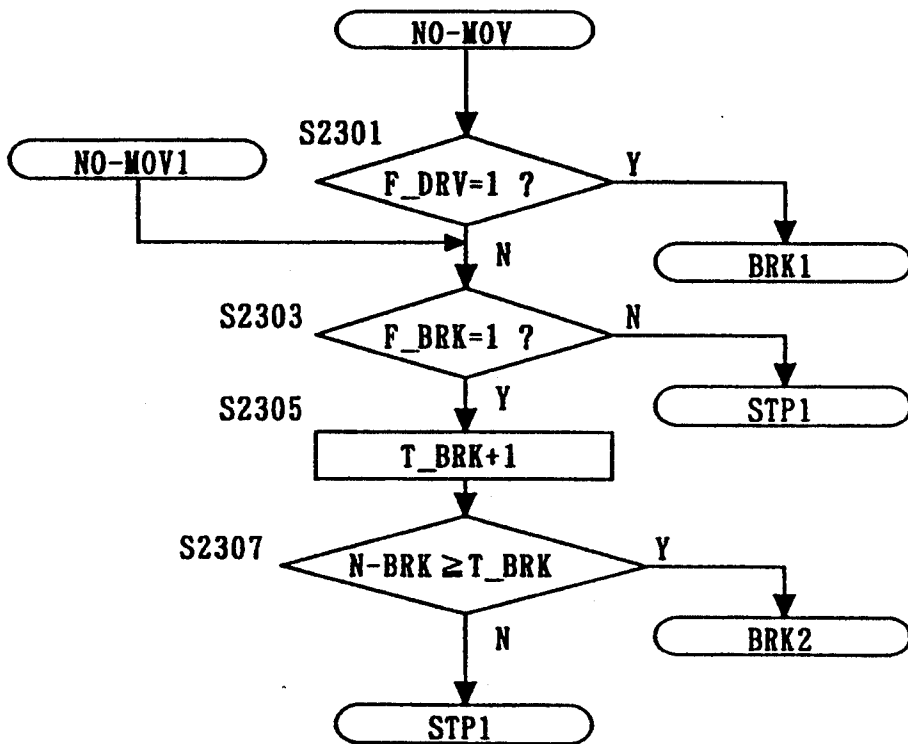 NO-MOV
S2301
NO-MOV1
F_DRV=1 ?
Y
BRK1
N
S2303
F_BRK=1 ?
N
STP1
Y
S2305
T_BRK+1
S2307
N-BRK≧T_BRK
Y
BRK2
N
STP1